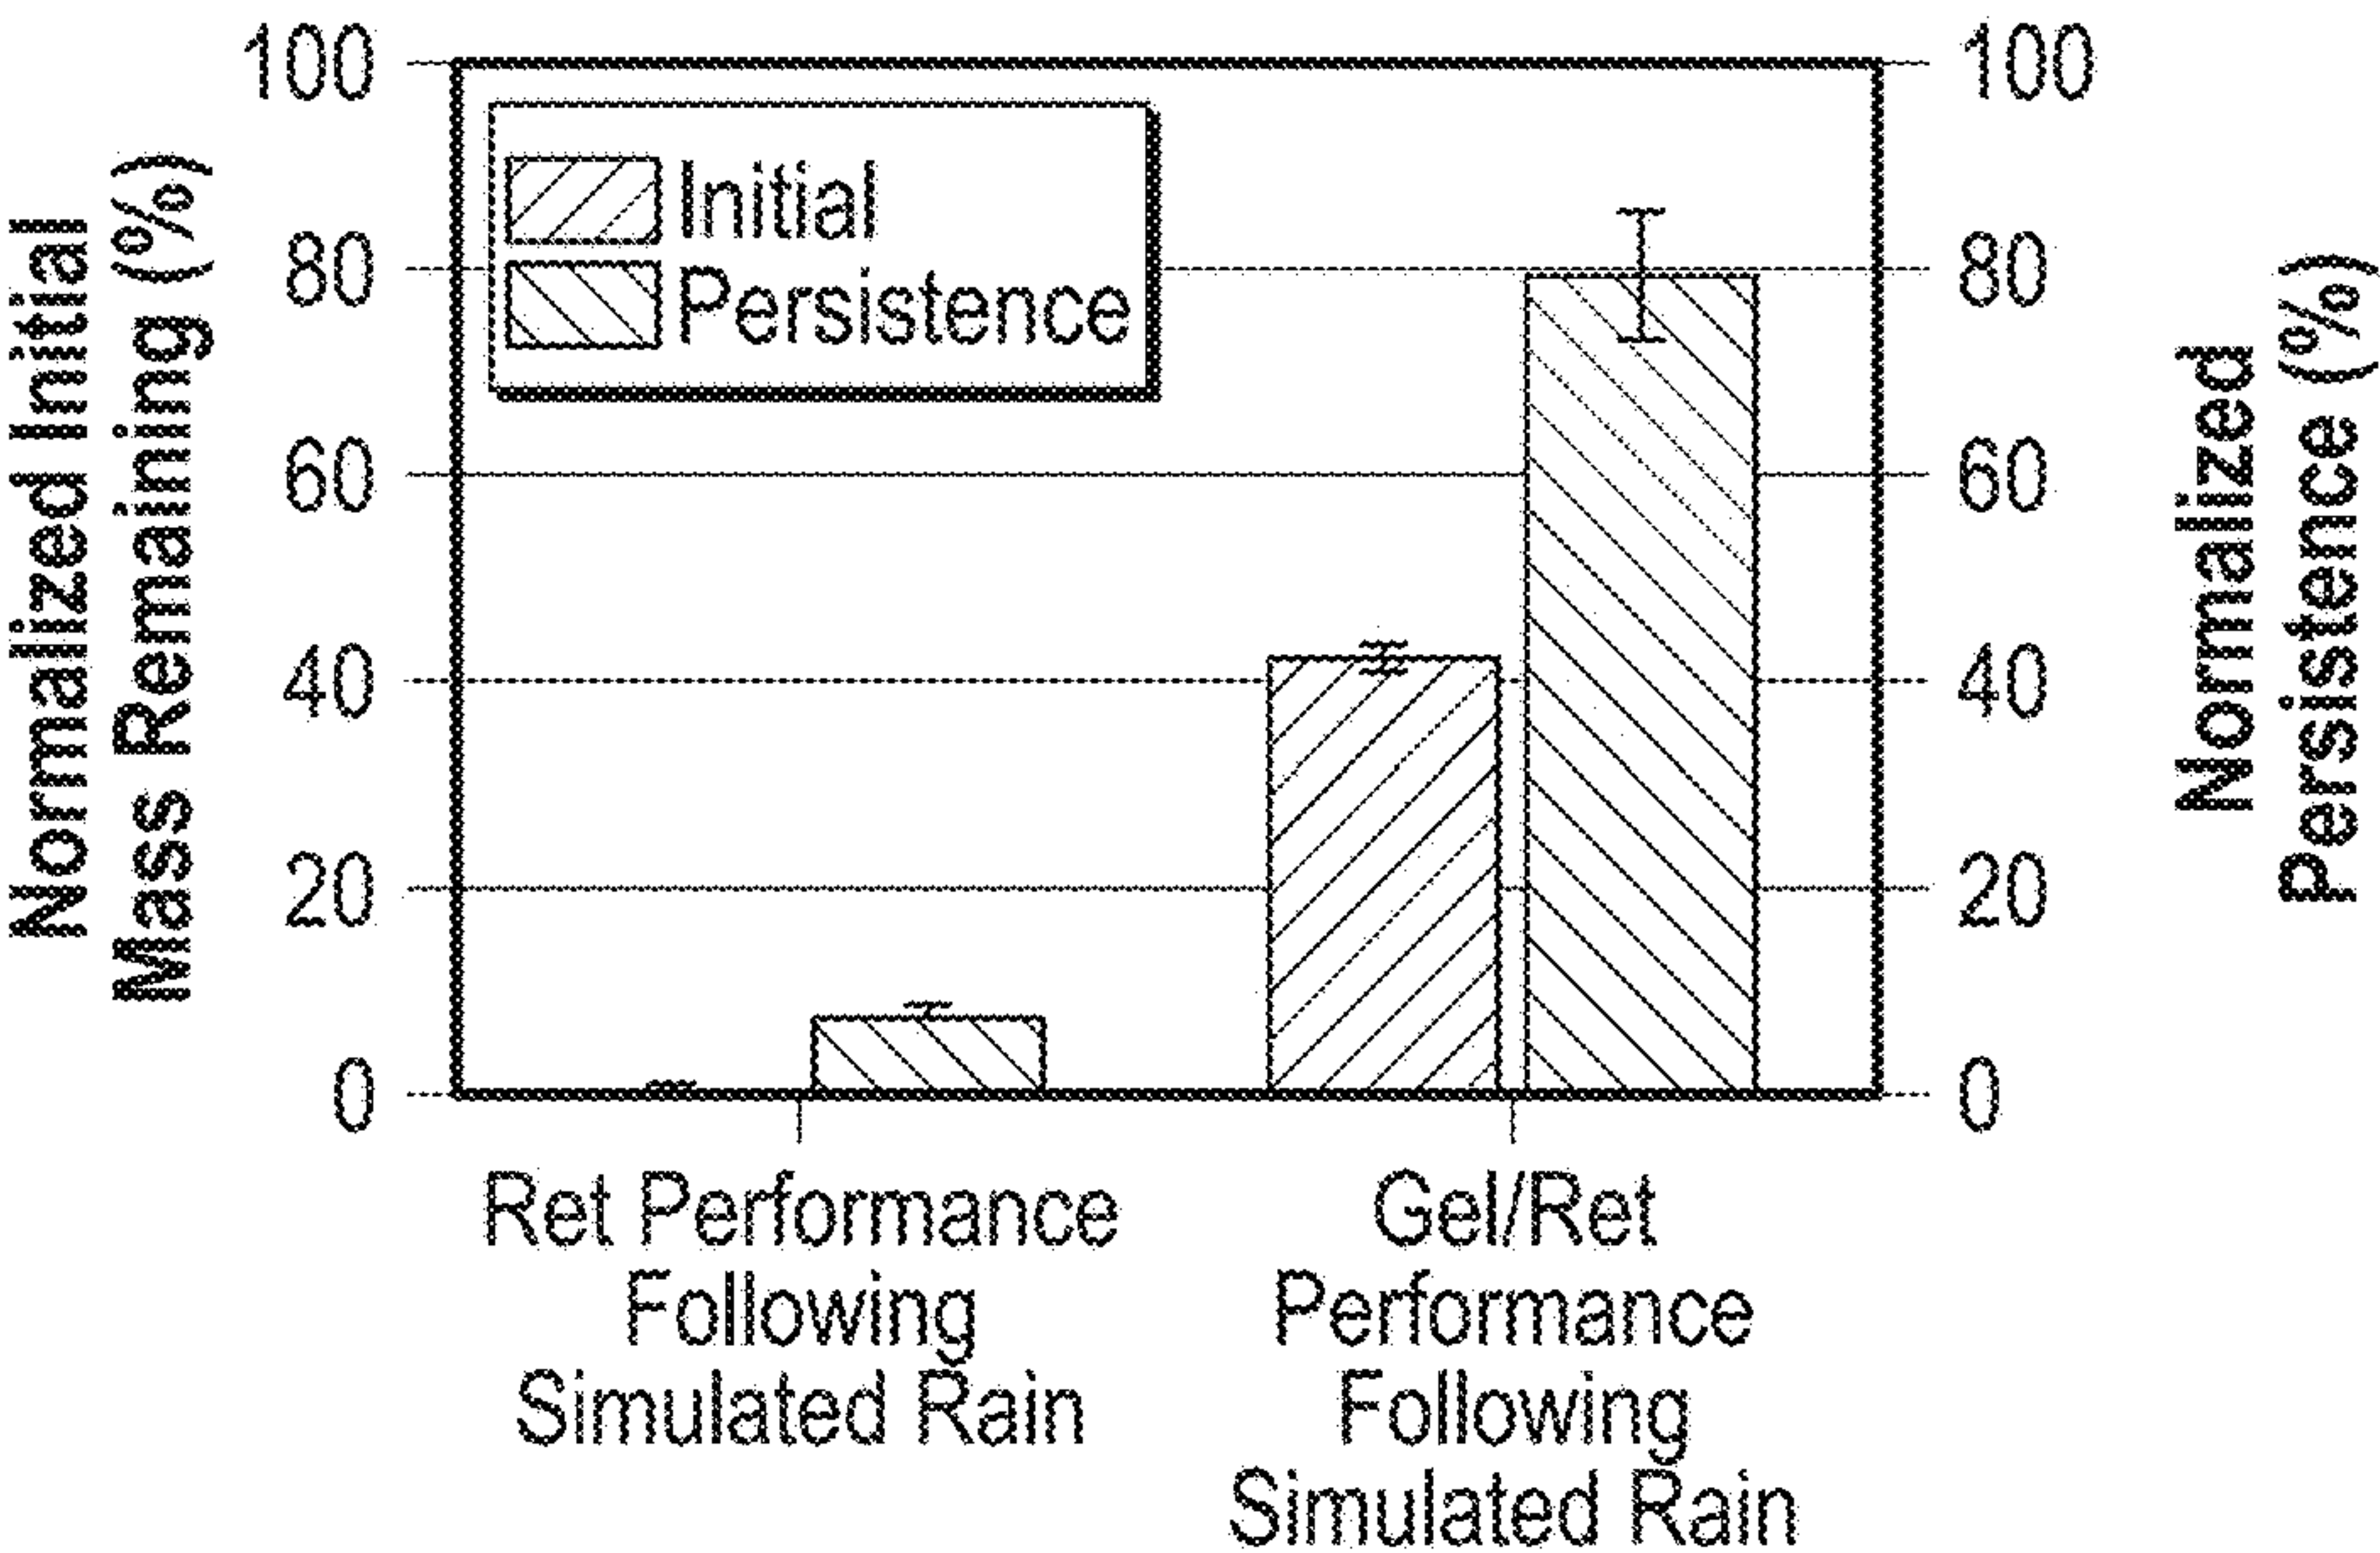 Normalized Initial
Mass Remaining (%)
100
80
60
40
20
0
Initial
Persistence
100
80
60
40
20
0
Normalized
Persistence (%)
Ret Performance
Following
Simulated Rain
Gel/Ret
Performance
Following
Simulated Rain